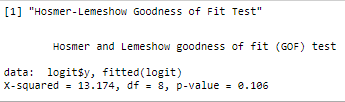 [1] "Hosmer-Lemeshow Goodness of Fit Test"
Hosmer and Lemeshow goodness of fit (GOF) test
data: logit$y, fitted(logit)
X-squared = 13.174, df = 8, p-value = 0.106